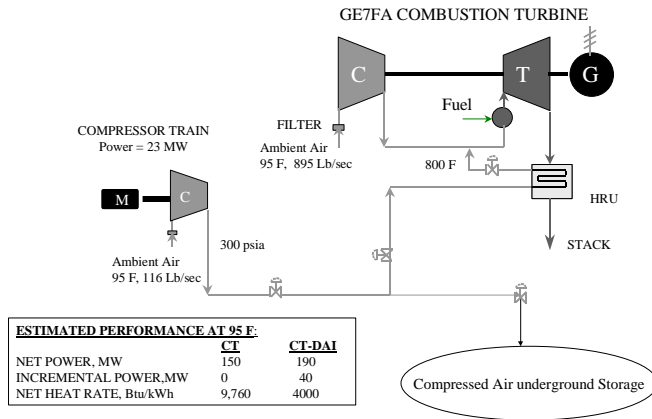 GE7FA COMBUSTION TURBINE
C
T
G
Fuel
FILTER
Ambient Air
95 F, 895 Lb/sec
800 F
HRU
STACK
COMPRESSOR TRAIN
Power = 23 MW
M
C
Ambient Air
95 F, 116 Lb/sec
300 psia
ESTIMATED PERFORMANCE AT 95 F:
CT CT-DAI
NET POWER, MW 150 190
INCREMENTAL POWER,MW 0 40
NET HEAT RATE, Btu/kWh 9,760 4000
Compressed Air underground Storage